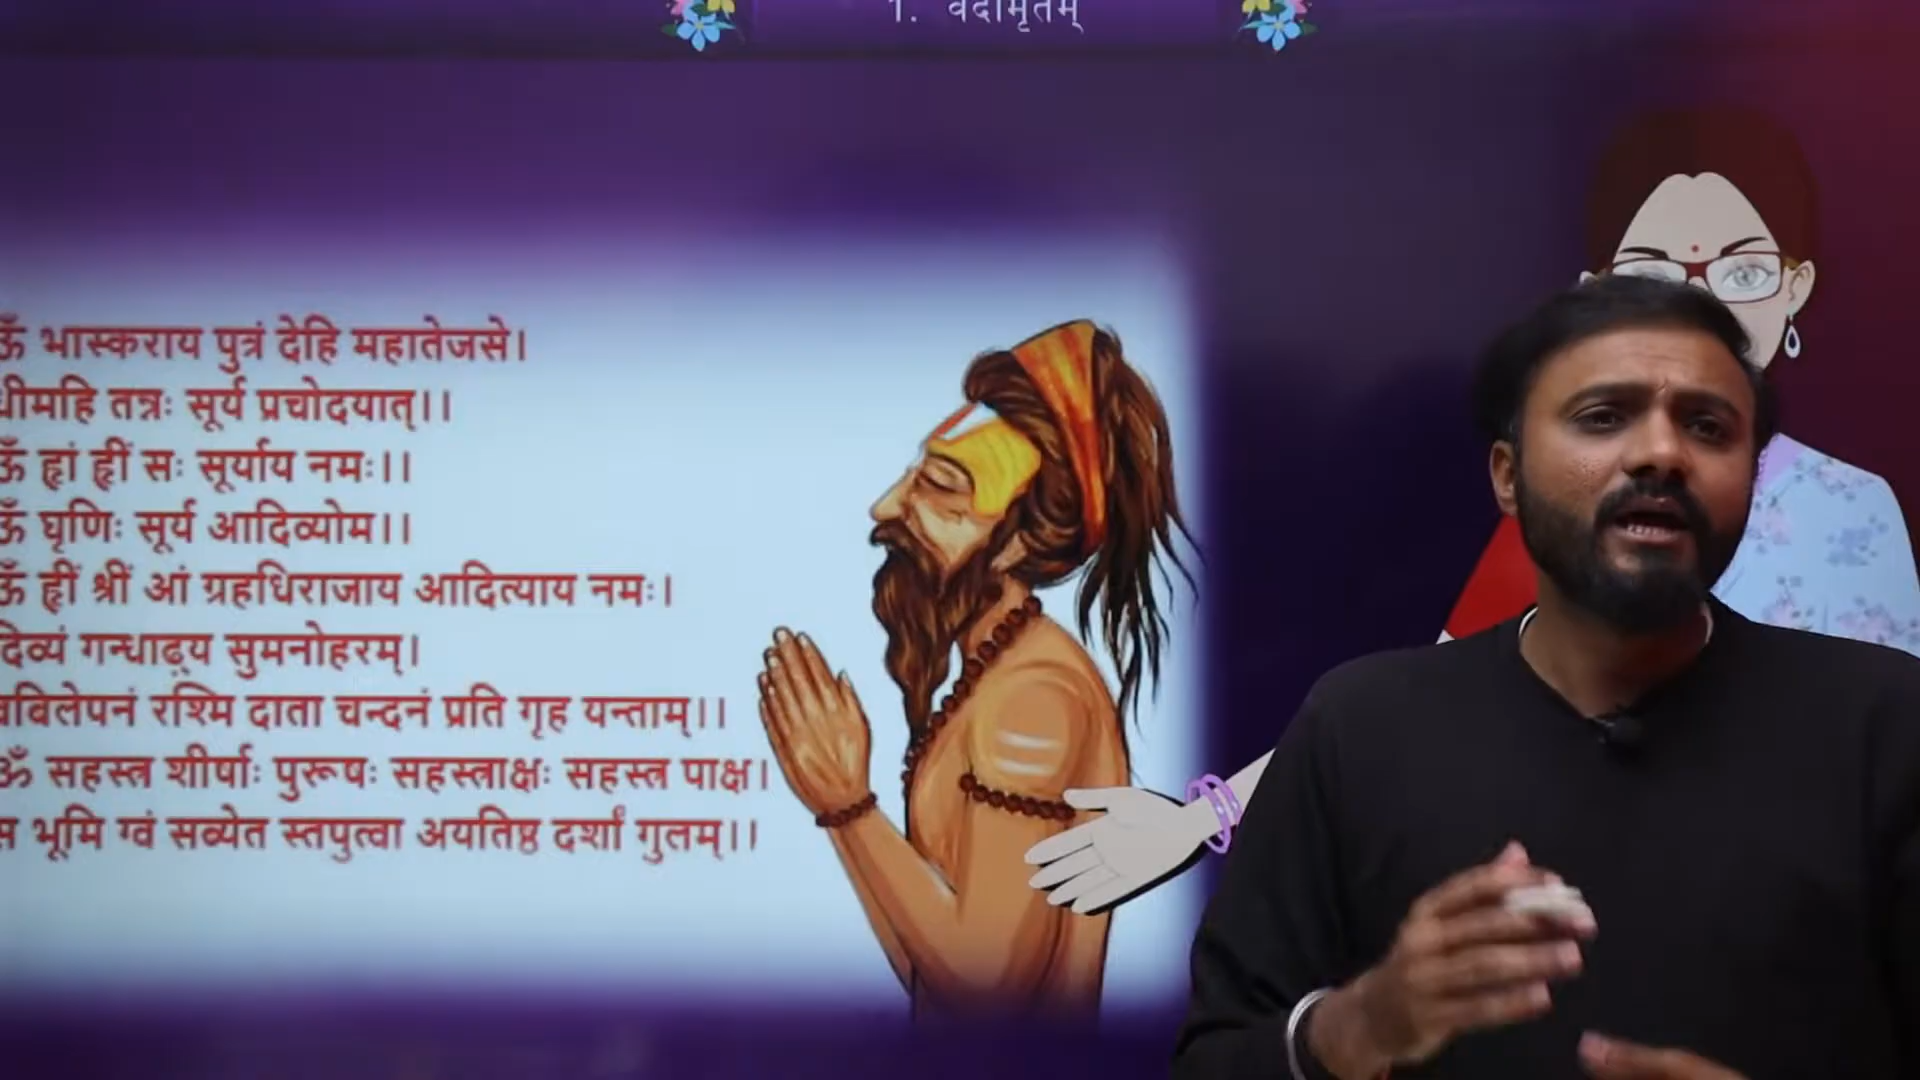 1. वेदामृतम्
ॐ भास्कराय पुत्रं देहि महातेजसे।
धीमहि तन्नः सूर्य प्रचोदयात्।।
ॐ ह्रां ह्रीं सः सूर्याय नमः।।
ॐ घृणिः सूर्य आदिव्योम।।
ॐ ह्रीं श्रीं आं ग्रहधिराजाय आदित्याय नमः।
दिव्यं गन्धाढ़्य सुमनोहरम्।
वविलेपनं रश्मि दाता चन्दनं प्रति गृह यन्ताम्।।
ॐ सहस्त्र शीर्षाः पुरूषः सहस्त्राक्षः सहस्त्र पाक्ष।
स भूमि ग्वं सव्येत स्तपुत्वा अयतिष्ठ दर्शां गुलम्।।